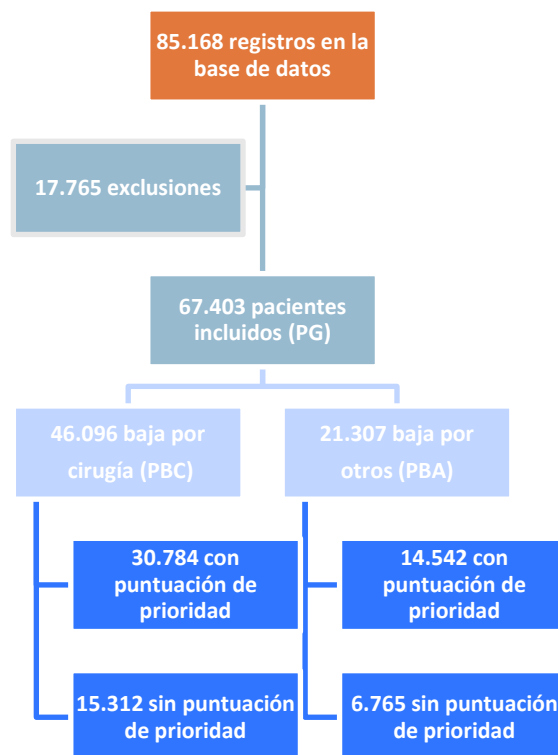 85.168 registros en la
base de datos
17.765 exclusiones
67.403 pacientes
incluidos (PG)
46.096 baja por
cirugía (PBC)
21.307 baja por
otros (PBA)
30.784 con
puntuación de
prioridad
14.542 con
puntuación de
prioridad
15.312 sin puntuación
de prioridad
6.765 sin puntuación
de prioridad